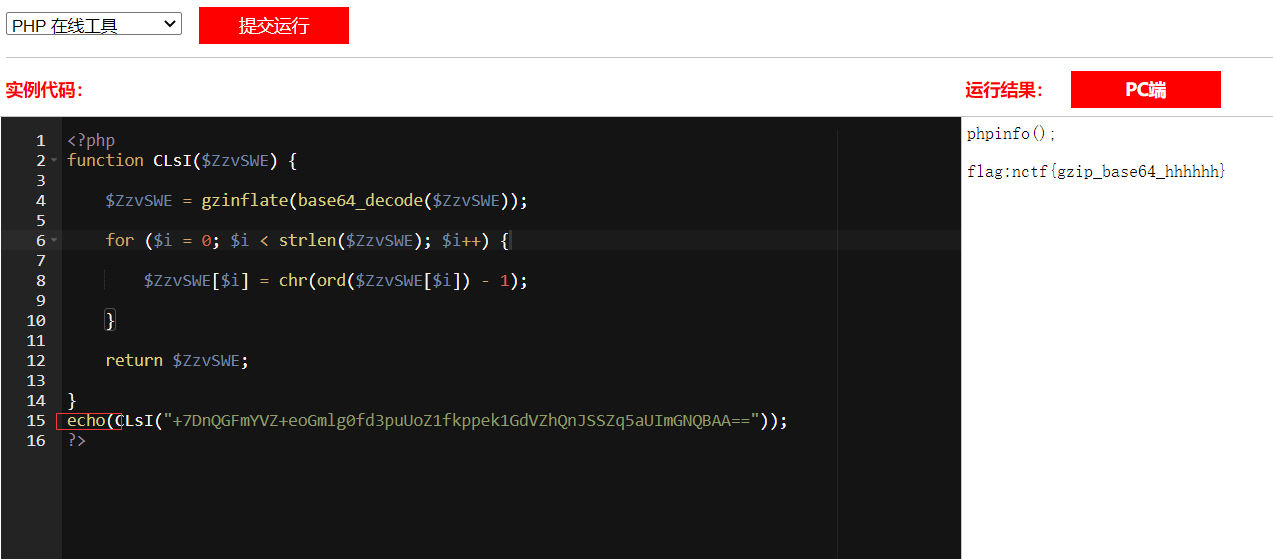 PHP 在线工具
提交运行
实例代码:
运行结果:
PC端
1 <?php
2 function CLsI($ZzvSWE) {
3
4 $ZzvSWE = gzinflate(base64_decode($ZzvSWE));
5
6 for ($i = 0; $i < strlen($ZzvSWE); $i++) {
7
8 $ZzvSWE[$i] = chr(ord($ZzvSWE[$i]) - 1);
9
10 }
11
12 return $ZzvSWE;
13
14 }
15 echo(CLsI("+7DnQGFmYVZ+eoGmlg0fd3puUoZ1fkppek1GdVZhQnJSSZq5aUImGNQBAA=="));
16 ?>
phpinfo();
flag:nctf{gzip_base64_hhhhhh}